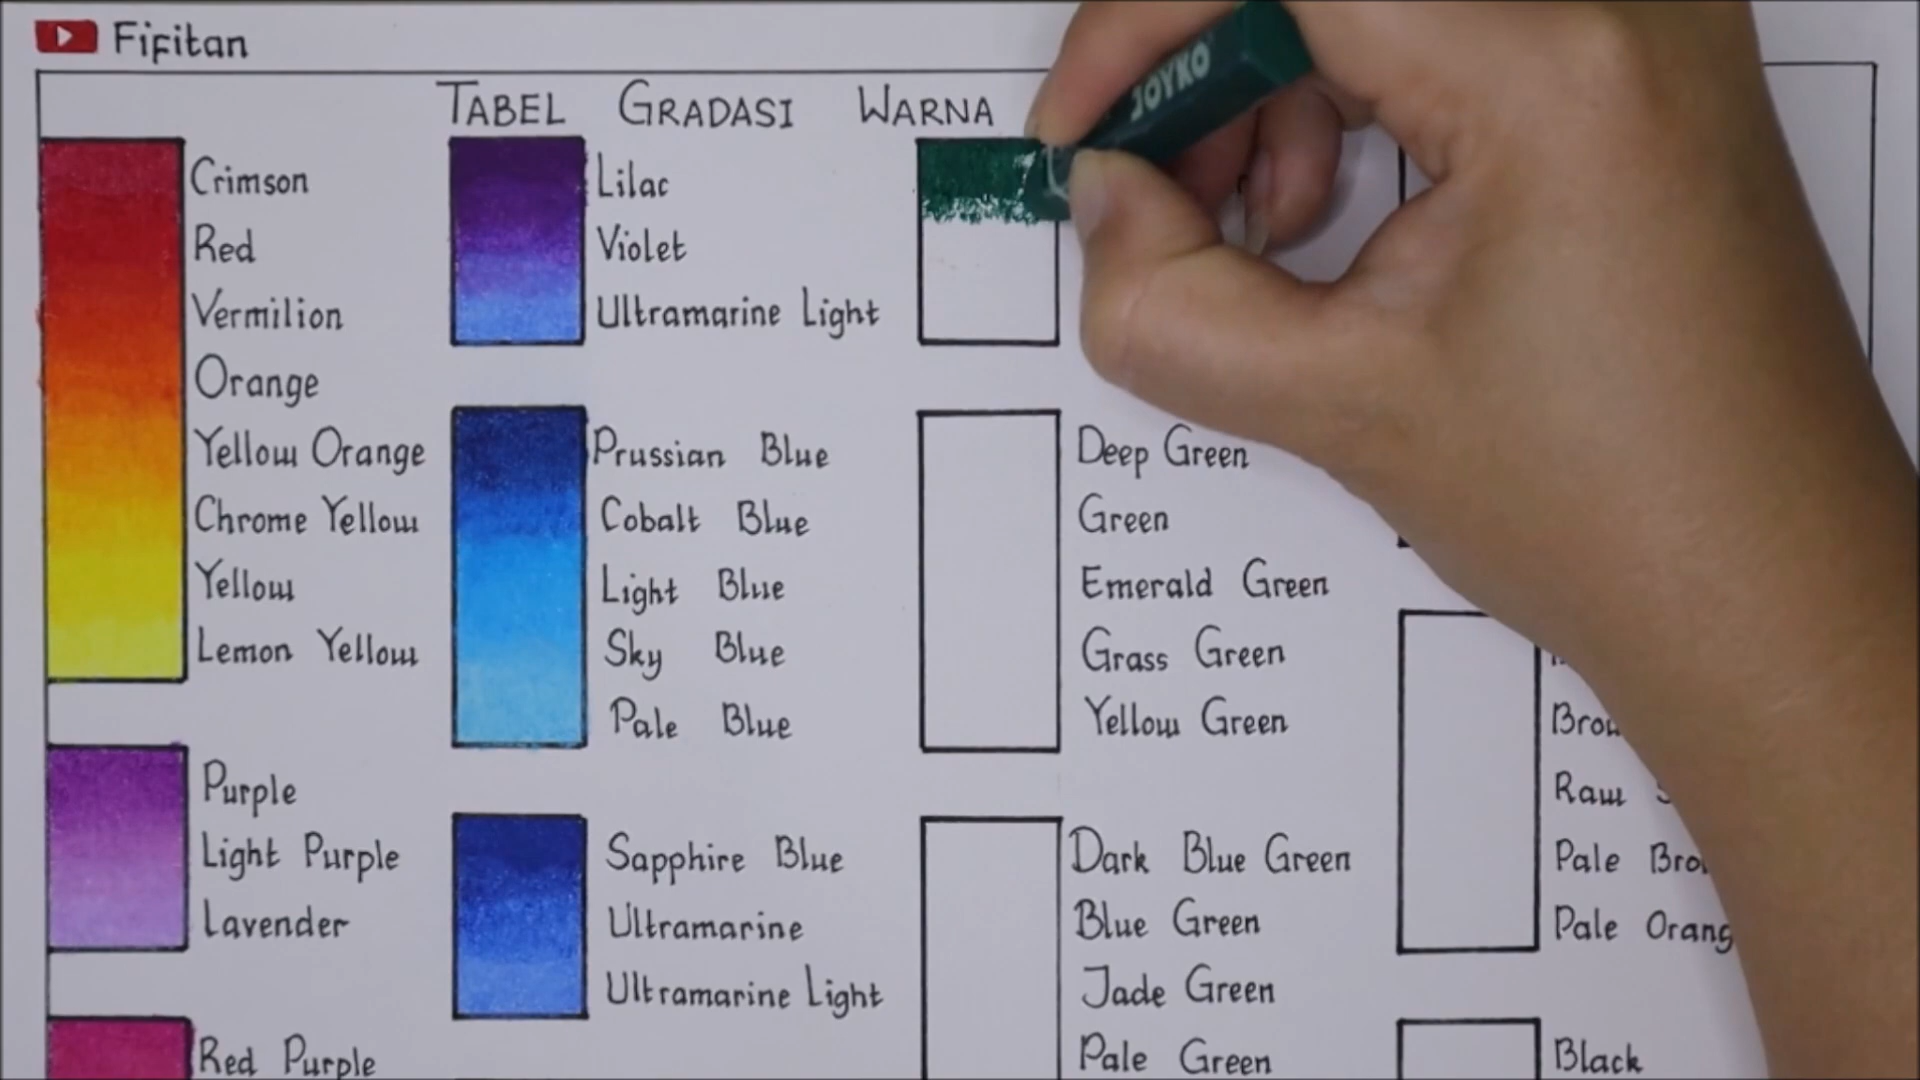 Fifitan
TABEL GRADASI WARNA
JOYKO
Crimson
Red
Vermilion
Orange
Yellow Orange
Chrome Yellow
Yellow
Lemon Yellow
Purple
Light Purple
Lavender
Red Purple
Lilac
Violet
Ultramarine Light
Prussian Blue
Cobalt Blue
Light Blue
Sky Blue
Pale Blue
Sapphire Blue
Ultramarine
Ultramarine Light
Deep Green
Green
Emerald Green
Grass Green
Yellow Green
Dark Blue Green
Blue Green
Jade Green
Pale Green
Raw
Pale
Pale
Black